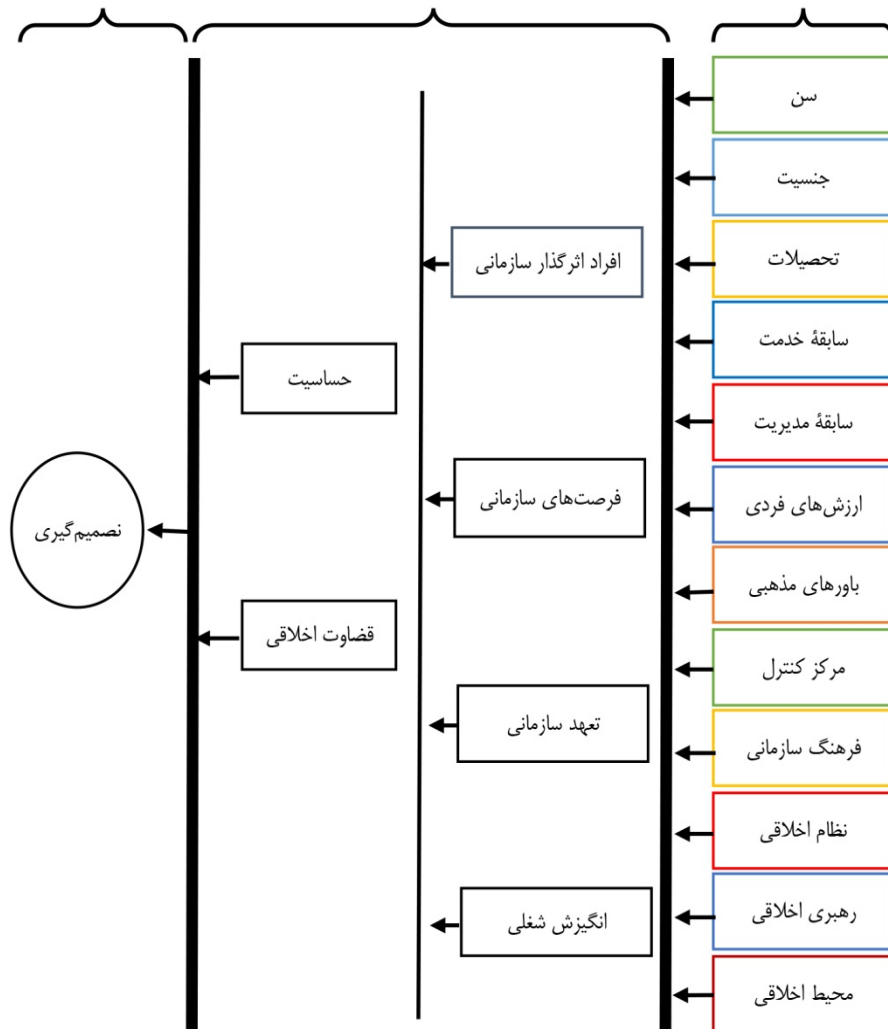 سن
جنسیت
تحصیلات
سابقهٔ خدمت
سابقهٔ مدیریت
ارزش‌های فردی
باورهای مذهبی
مرکز کنترل
فرهنگ سازمانی
نظام اخلاقی
رهبری اخلاقی
محیط اخلاقی
افراد اثرگذار سازمانی
فرصت‌های سازمانی
تعهد سازمانی
انگیزش شغلی
حساسیت
قضاوت اخلاقی
نصمیم‌گیری